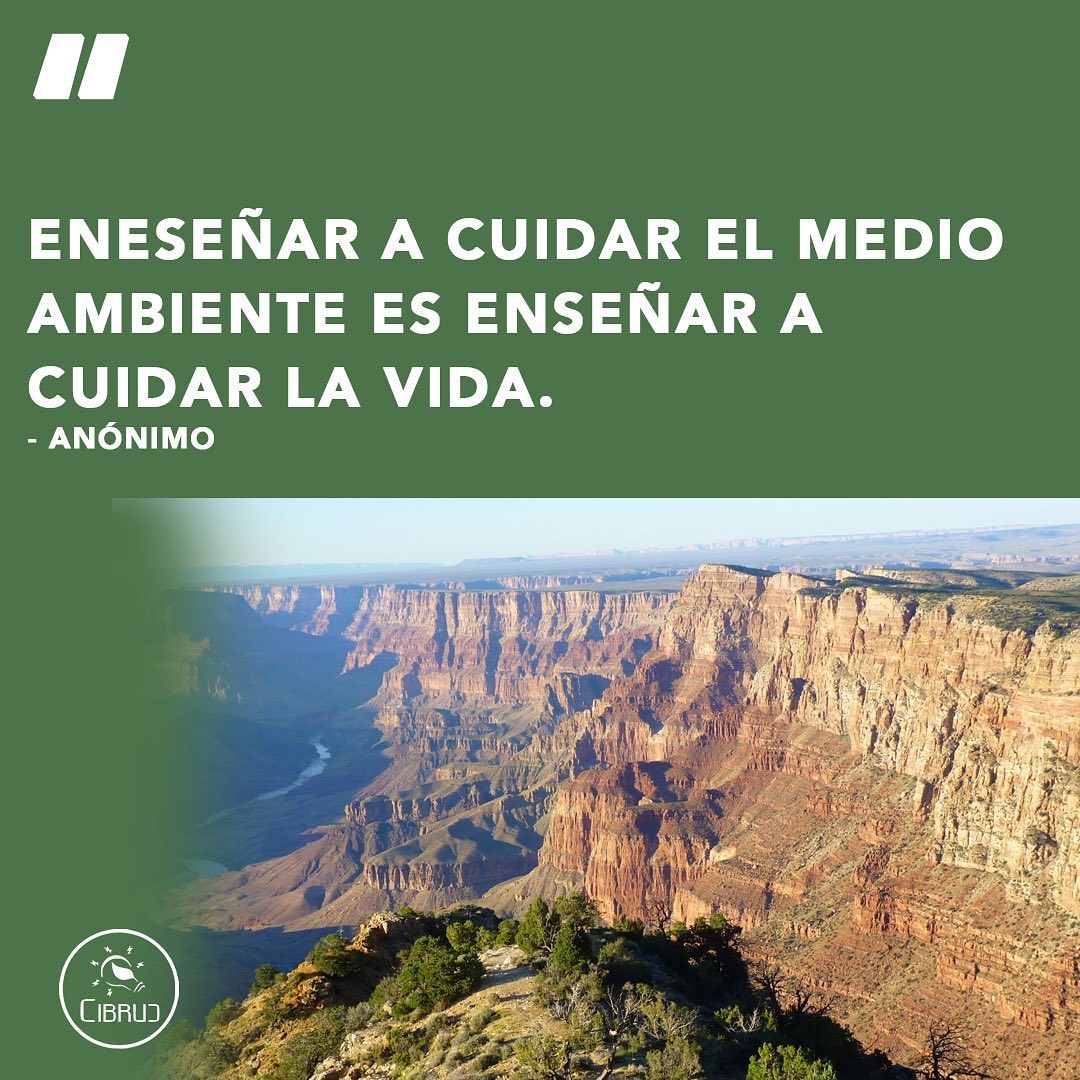 ENESEÑAR A CUIDAR EL MEDIO
AMBIENTE ES ENSEÑAR A
CUIDAR LA VIDA.
- ANÓNIMO
CIBRUD